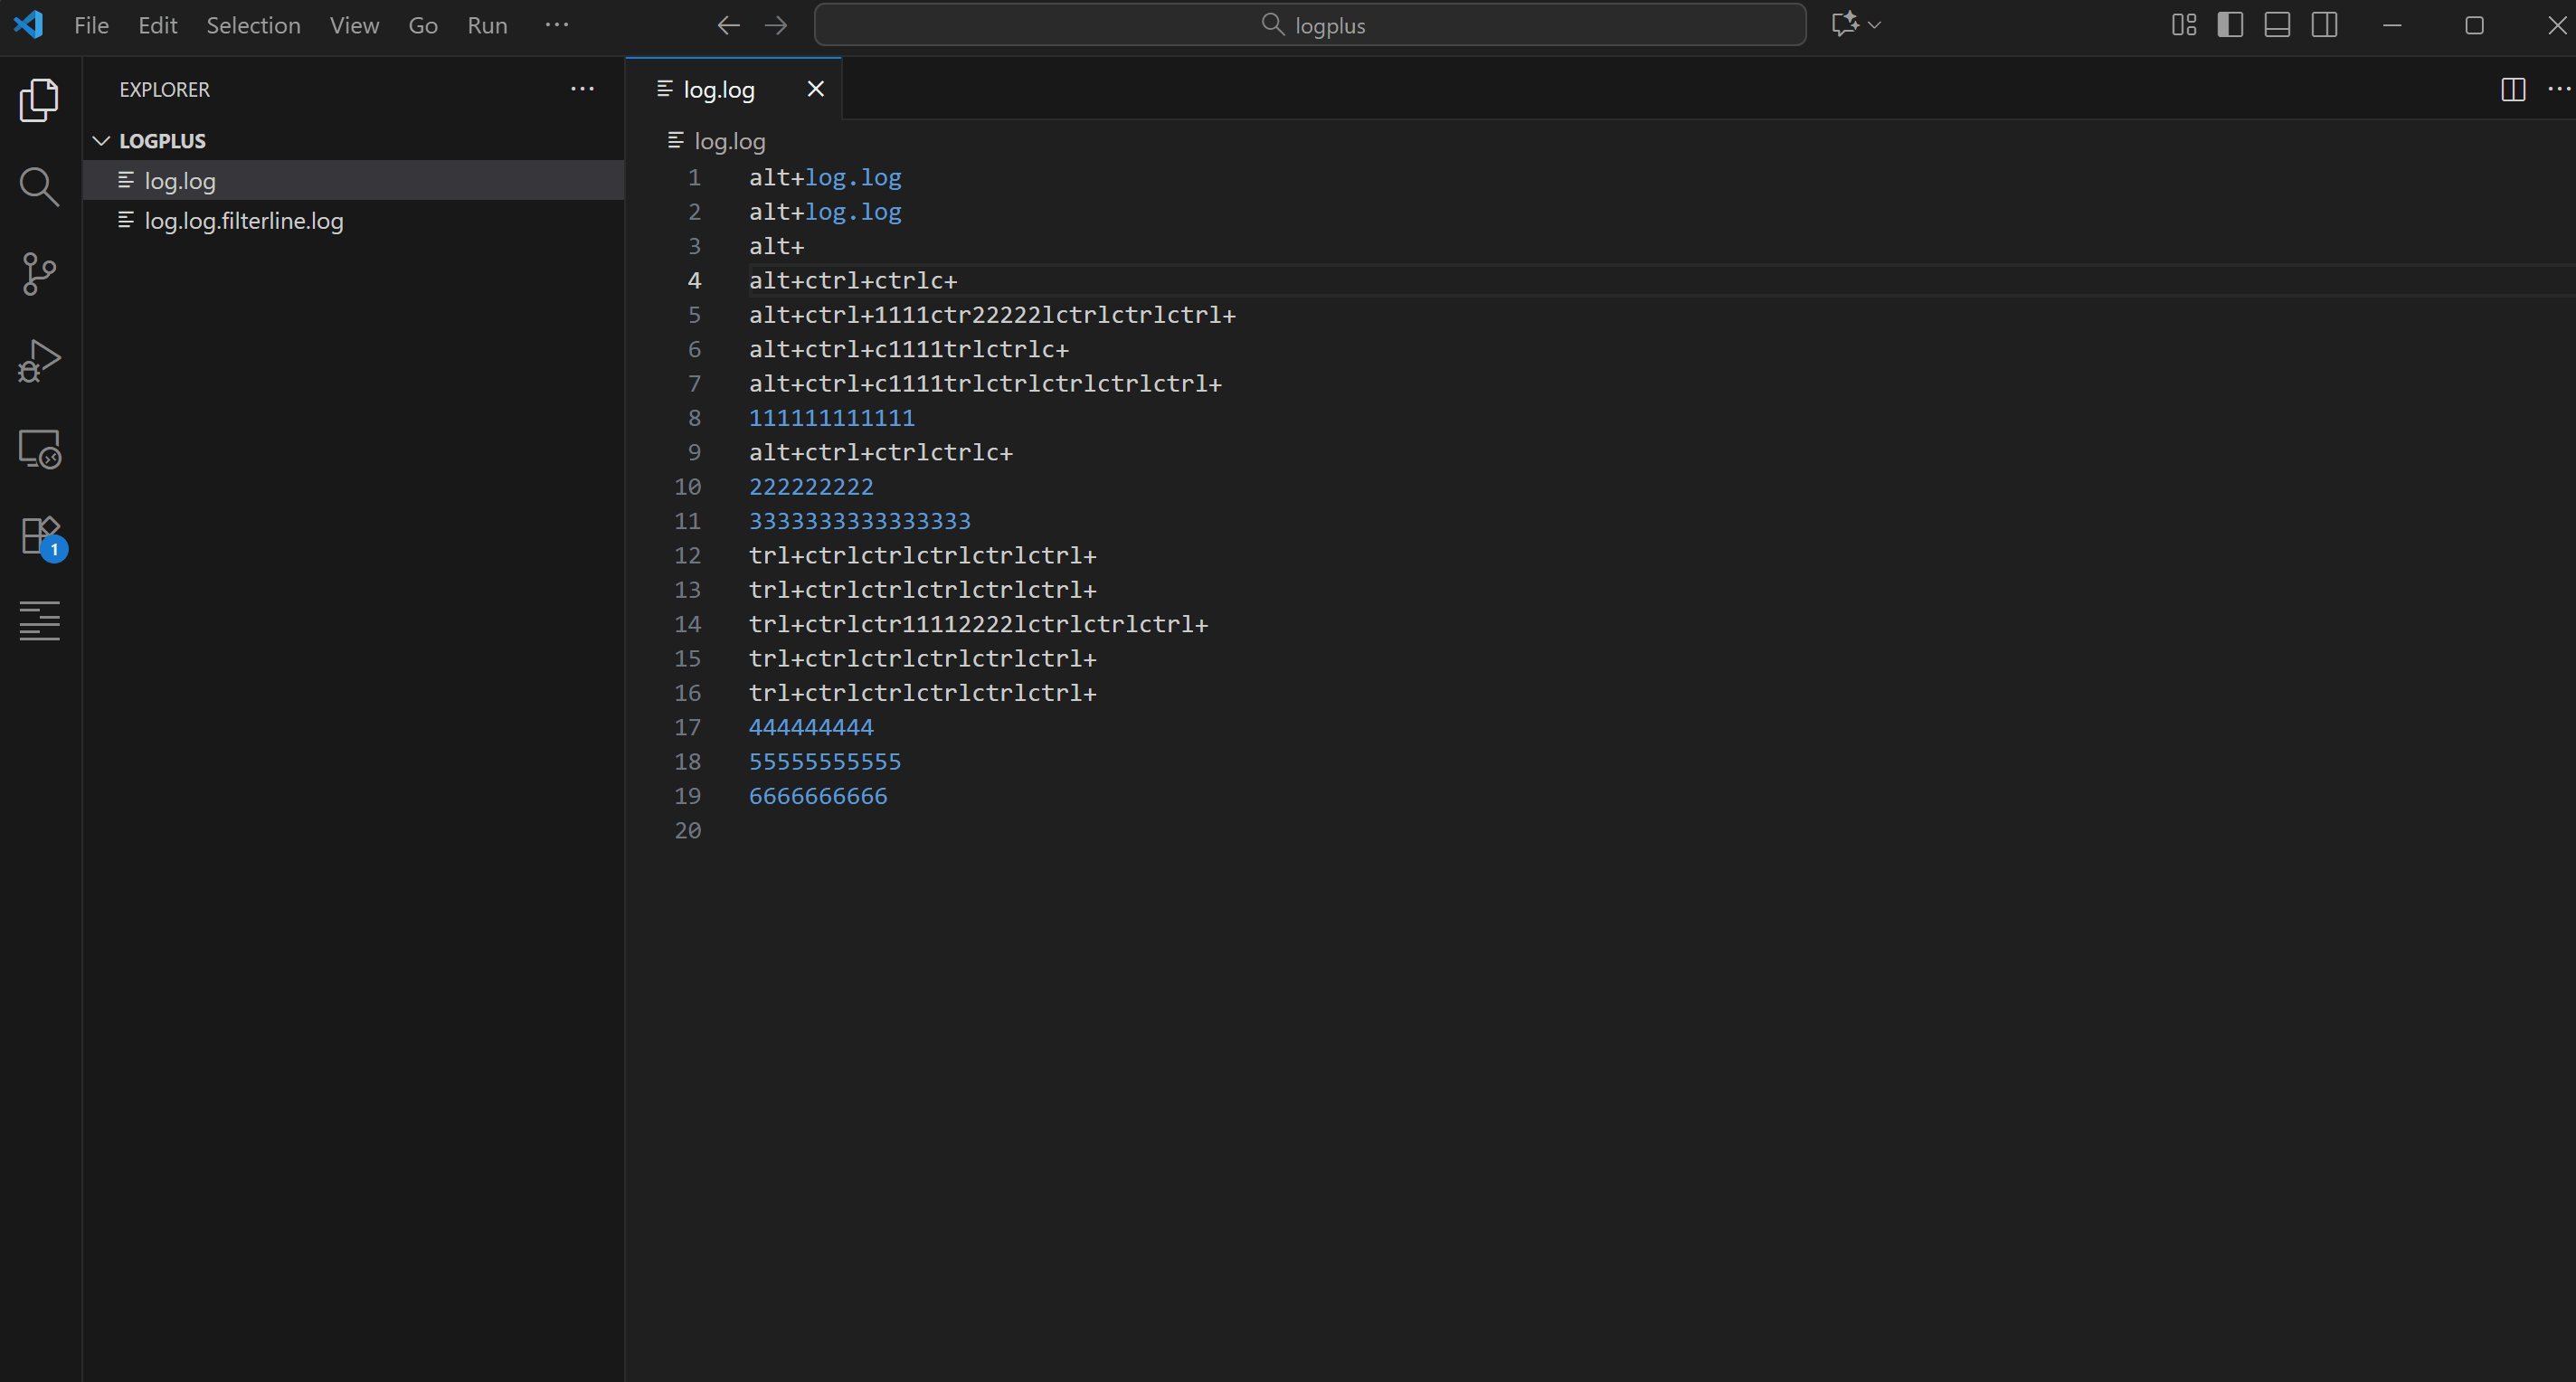 File Edit Selection View Go Run ··· logplus
EXPLORER ···
LOGPLUS
log.log
log.log.filterline.log
1
log.log
log.log
1 alt+log.log
2 alt+log.log
3 alt+
4 alt+ctrl+ctrlc+
5 alt+ctrl+1111ctr22222lctrlctrlctrl+
6 alt+ctrl+c1111trlctrlc+
7 alt+ctrl+c1111trlctrlctrlctrlctrl+
8 111111111111
9 alt+ctrl+ctrlctrlc+
10 222222222
11 3333333333333333
12 trl+ctrlctrlctrlctrlctrl+
13 trl+ctrlctrlctrlctrlctrl+
14 trl+ctrlctr11112222lctrlctrlctrl+
15 trl+ctrlctrlctrlctrlctrl+
16 trl+ctrlctrlctrlctrlctrl+
17 444444444
18 55555555555
19 6666666666
20